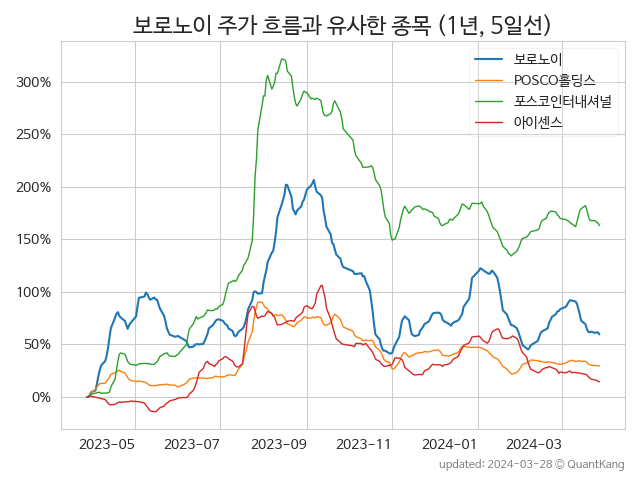 보로노이 주가 흐름과 유사한 종목 (1년, 5일선)
보로노이
POSCO홀딩스
포스코인터내셔널
아이센스
300%
250%
200%
150%
100%
50%
0%
2023-05 2023-07 2023-09 2023-11 2024-01 2024-03
updated: 2024-03-28 © QuantKang